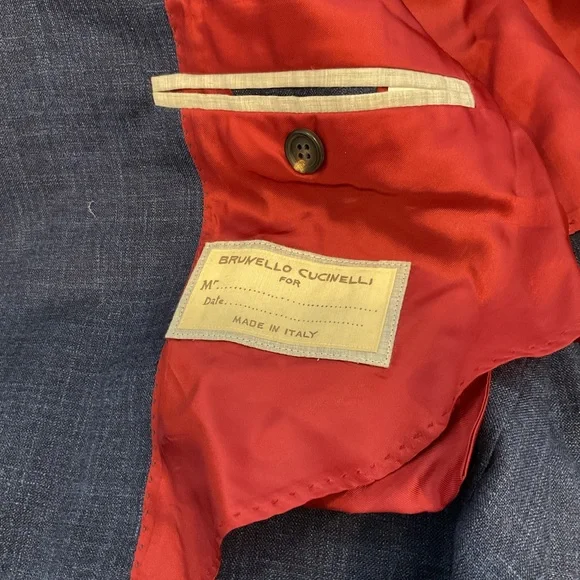 BRUNELLO CUCINELLI
FOR
Mr..............................
Date..............................
MADE IN ITALY